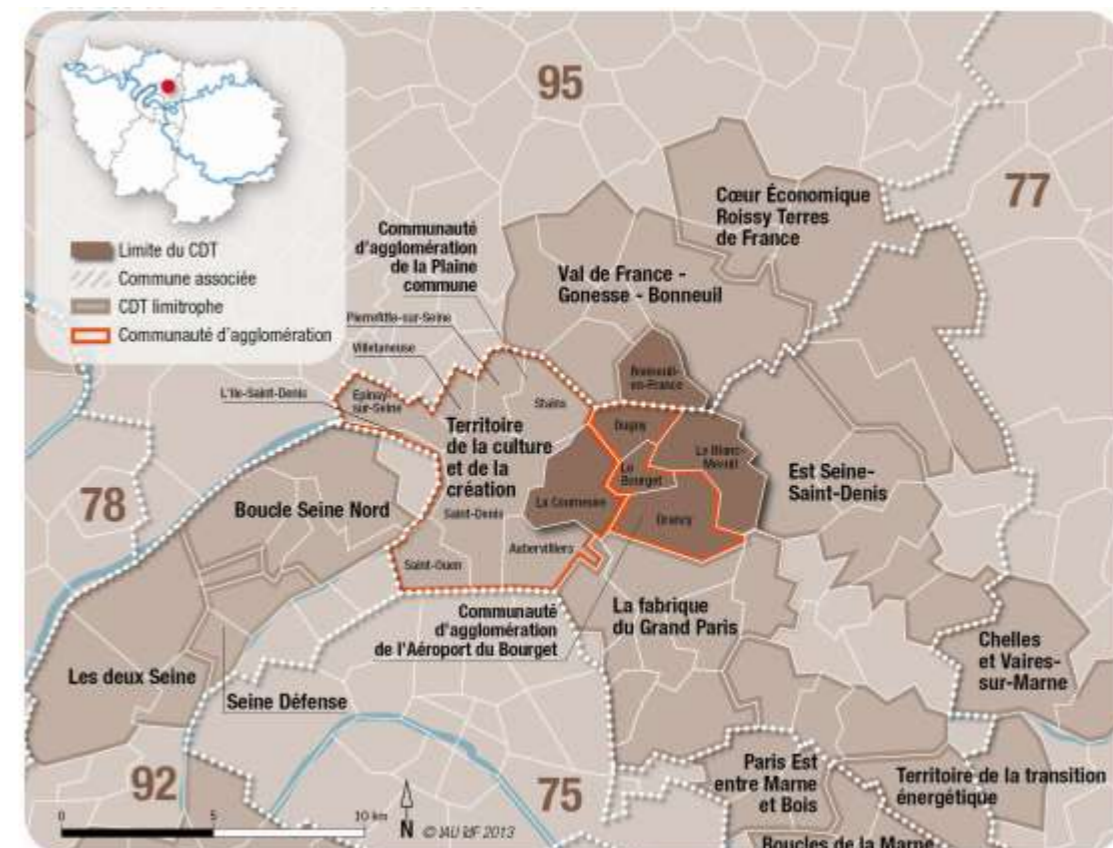 95
77
78
92
75
Limite du CDT
Commune associée
CDT limitrophe
Communauté d'agglomération
Communauté
d'agglomération
de la Plaine
commune
Cœur Économique
Roissy Terres
de France
Val de France -
Gonesse - Bonneuil
Pierrefitte-sur-Seine
Villetaneuse
L'Ile-Saint-Denis
Epinay-
sur-Seine
Stains
Territoire
de la culture
et de la
création
Bonneuil-
en-France
Dugny
Le Blanc-
Mesnil
Le
Bourget
La Courneuve
Drancy
Est Seine-
Saint-Denis
Boucle Seine Nord
Saint-Denis
Aubervilliers
Saint-Ouen
Communauté
d'agglomération
de l'Aéroport du Bourget
La fabrique
du Grand Paris
Chelles
et Vaires-
sur-Marne
Les deux Seine
Seine Défense
Paris Est
entre Marne
et Bois
Territoire de la transition
énergétique
Boucles de la Marne
0 5 10 km
N © IAU îdF 2013